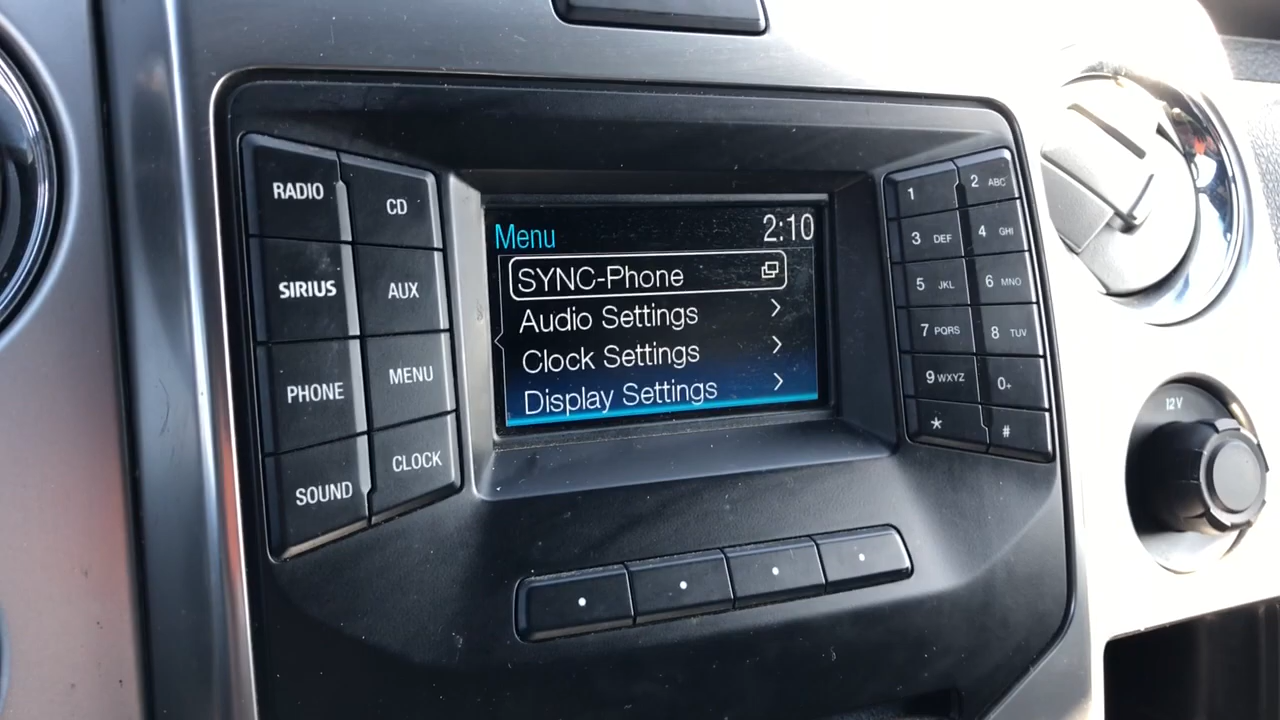 RADIO
CD
SIRIUS
AUX
PHONE
MENU
SOUND
CLOCK
Menu 2:10
SYNC-Phone
Audio Settings
Clock Settings
Display Settings
1
2 ABC
3 DEF
4 GHI
5 JKL
6 MNO
7 PQRS
8 TUV
9 WXYZ
0+
*
#
12V